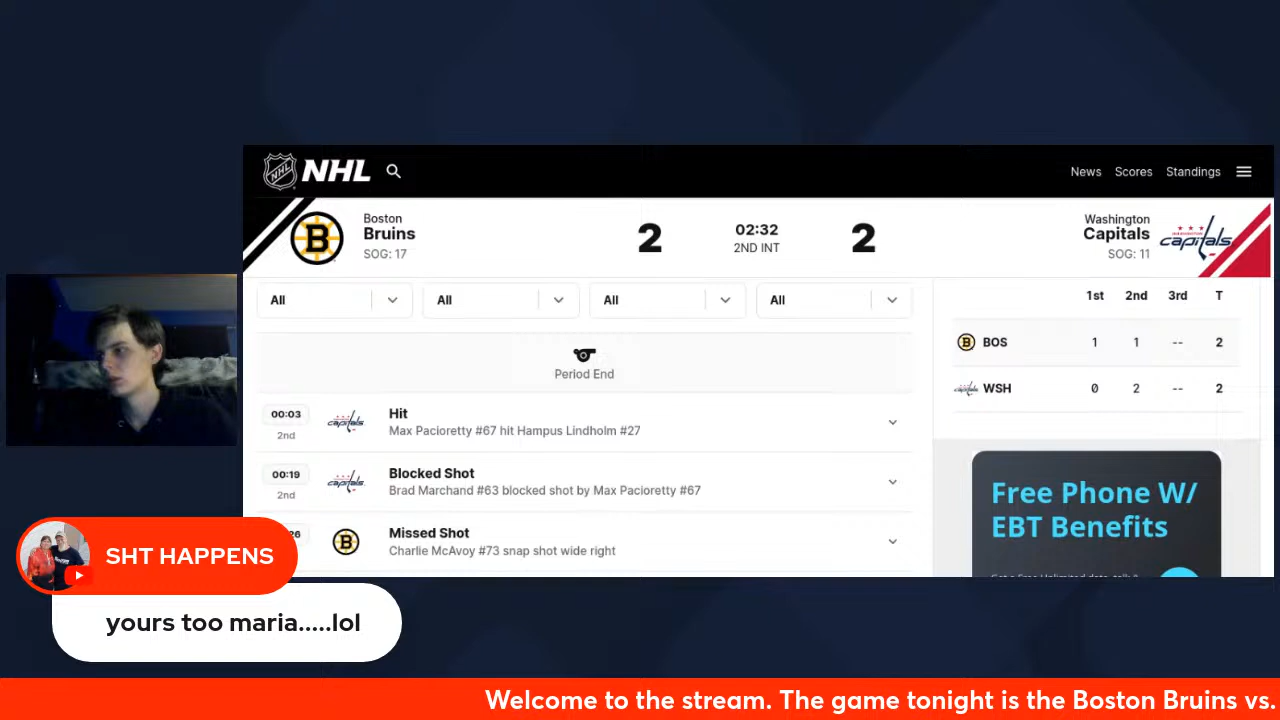 NHL
News Scores Standings
Boston
Bruins
SOG: 17
2
02:32
2ND INT
2
Washington
Capitals
SOG: 11
capitals
All All All All
Period End
00:03
2nd
capitals
Hit
Max Pacioretty #67 hit Hampus Lindholm #27
00:19
2nd
capitals
Blocked Shot
Brad Marchand #63 blocked shot by Max Pacioretty #67
26
B
Missed Shot
Charlie McAvoy #73 snap shot wide right
1st 2nd 3rd T
B BOS 1 1 -- 2
capitals WSH 0 2 -- 2
Free Phone W/
EBT Benefits
SHT HAPPENS
yours too maria.....lol
Welcome to the stream. The game tonight is the Boston Bruins vs.